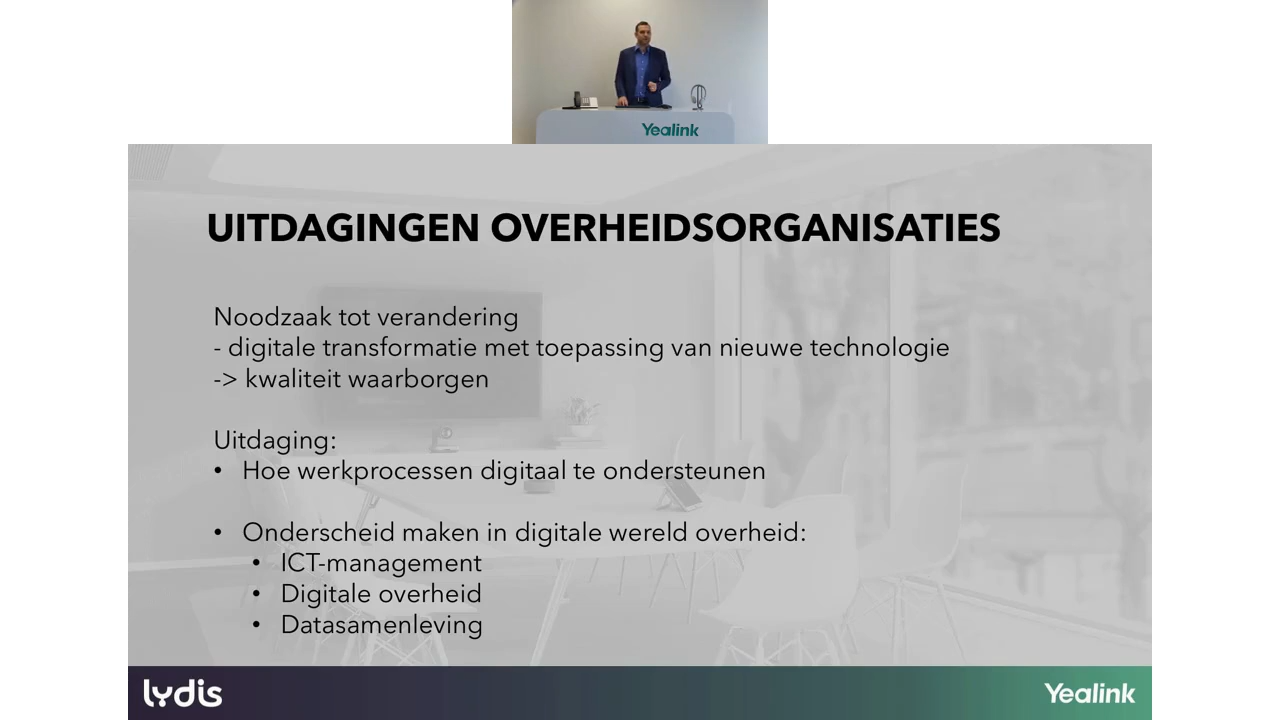 Yealink
UITDAGINGEN OVERHEIDSORGANISATIES
Noodzaak tot verandering
- digitale transformatie met toepassing van nieuwe technologie
-> kwaliteit waarborgen
Uitdaging:
• Hoe werkprocessen digitaal te ondersteunen
• Onderscheid maken in digitale wereld overheid:
• ICT-management
• Digitale overheid
• Datasamenleving
lydis
Yealink